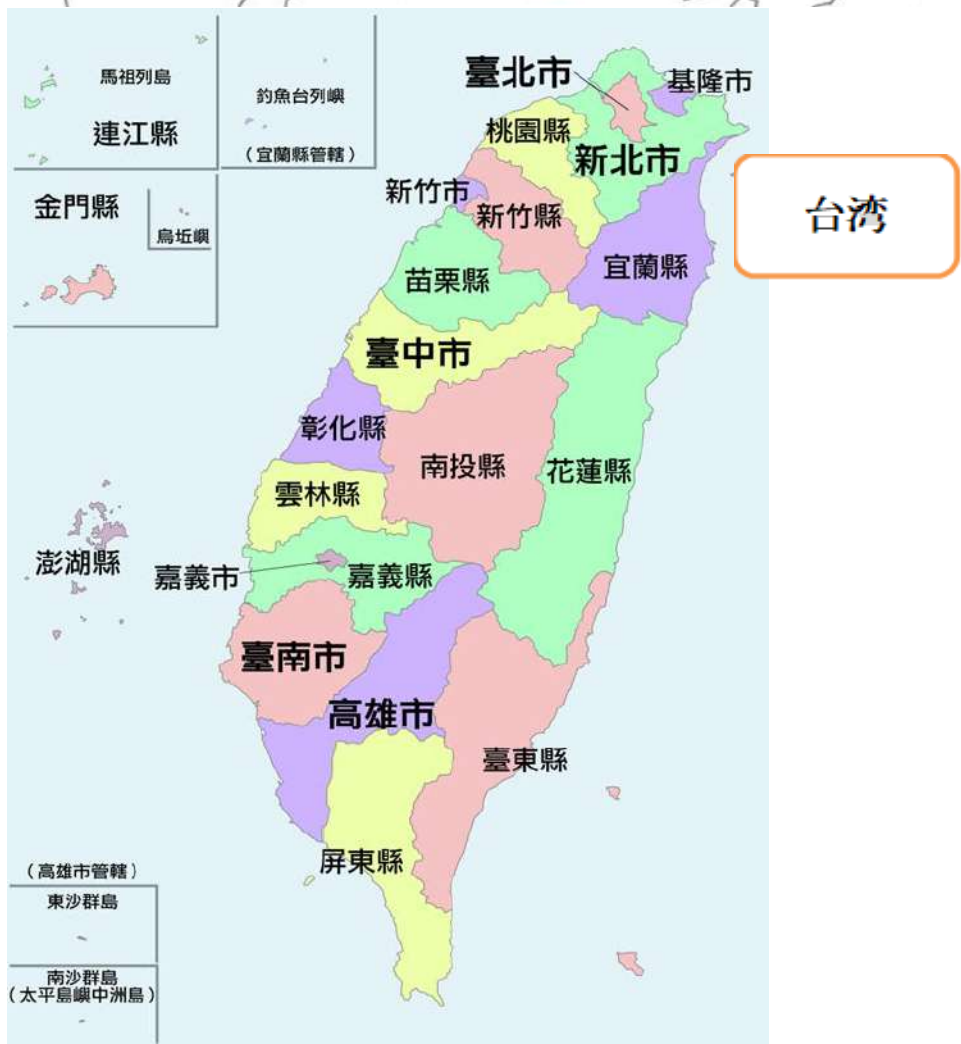 馬祖列島
連江縣
釣魚台列嶼
（宜蘭縣管轄）
臺北市
基隆市
桃園縣
新北市
台湾
金門縣
烏坵嶼
新竹市
新竹縣
宜蘭縣
苗栗縣
臺中市
彰化縣
南投縣
花蓮縣
雲林縣
澎湖縣
嘉義市
嘉義縣
臺南市
高雄市
臺東縣
屏東縣
（高雄市管轄）
東沙群島
南沙群島
（太平島嶼中洲島）